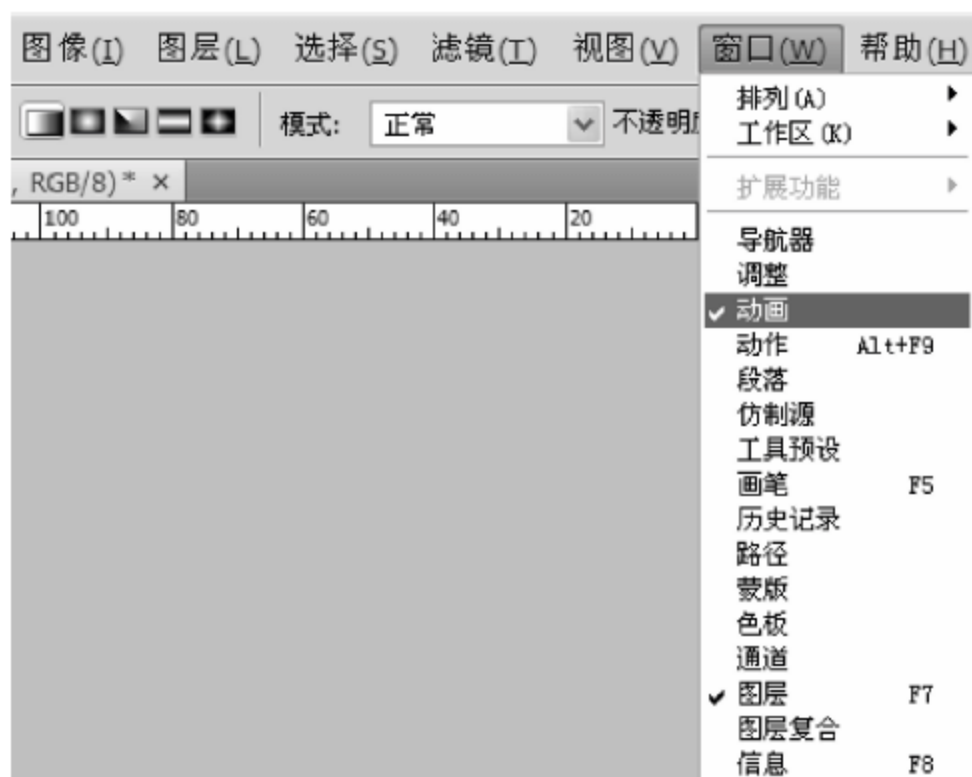 图像(I) 图层(L) 选择(S) 滤镜(T) 视图(V) 窗口(W) 帮助(H)
模式: 正常 不透明
, RGB/8) * ×
100 80 60 40 20
排列(A)
工作区(K)
扩展功能
导航器
调整
动画
动作 Alt+F9
段落
仿制源
工具预设
画笔 F5
历史记录
路径
蒙版
色板
通道
图层 F7
图层复合
信息 F8